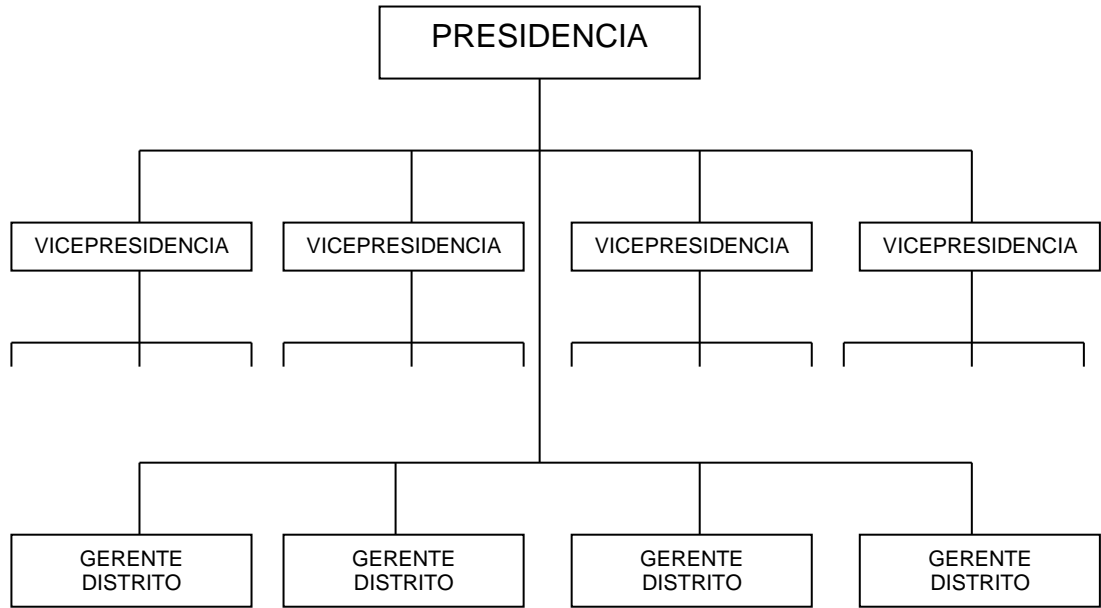 PRESIDENCIA
VICEPRESIDENCIA
VICEPRESIDENCIA
VICEPRESIDENCIA
VICEPRESIDENCIA
GERENTE
DISTRITO
GERENTE
DISTRITO
GERENTE
DISTRITO
GERENTE
DISTRITO